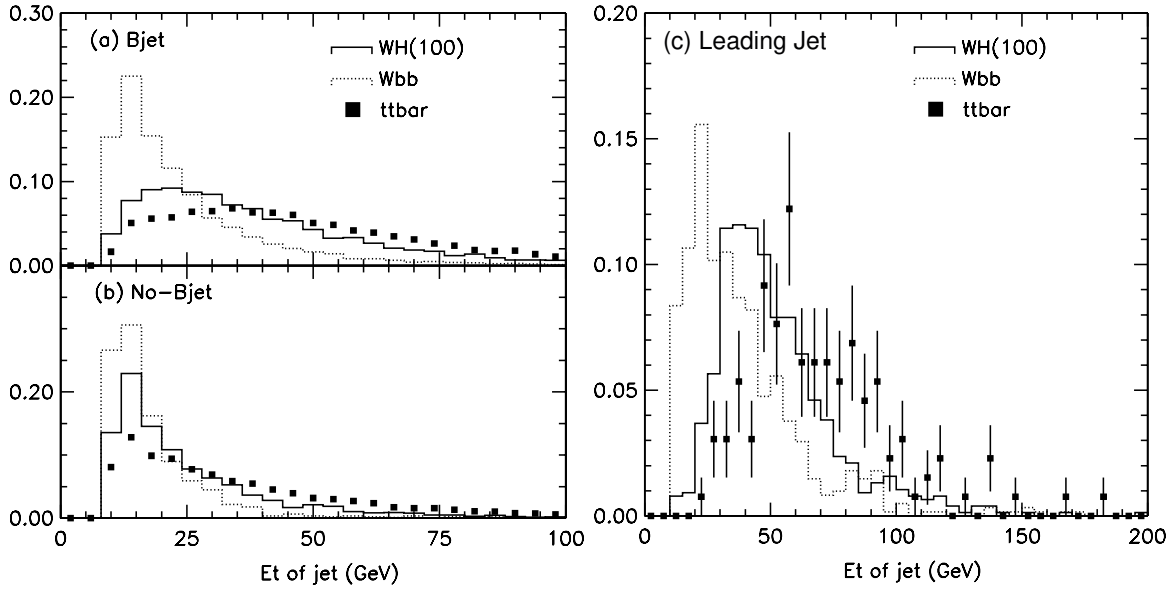 0.30
(a) Bjet
WH(100)
Wbb
ttbar
0.20
0.10
0.00
(b) No-Bjet
0.20
0.00
0
25
50
75
100
Et of jet (GeV)
0.20
(c) Leading Jet
WH(100)
Wbb
ttbar
0.15
0.10
0.05
0.00
0
50
100
150
200
Et of jet (GeV)